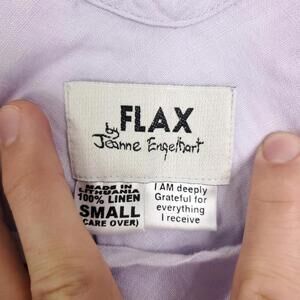 FLAX
by
Jeanne Engelhart
MADE IN
LITHUANIA
100% LINEN
SMALL
(CARE OVER)
I AM deeply
Grateful for
everything
I receive